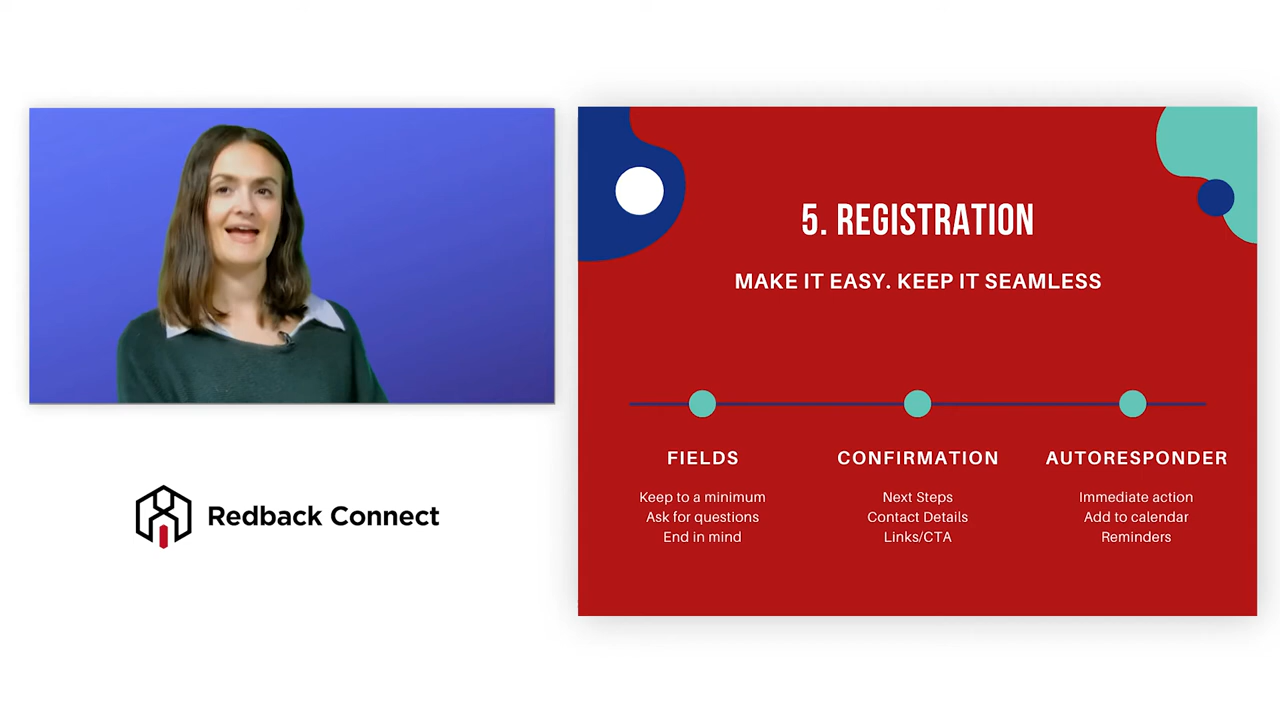 5. REGISTRATION
MAKE IT EASY. KEEP IT SEAMLESS
FIELDS
Keep to a minimum
Ask for questions
End in mind
CONFIRMATION
Next Steps
Contact Details
Links/CTA
AUTORESPONDER
Immediate action
Add to calendar
Reminders
Redback Connect